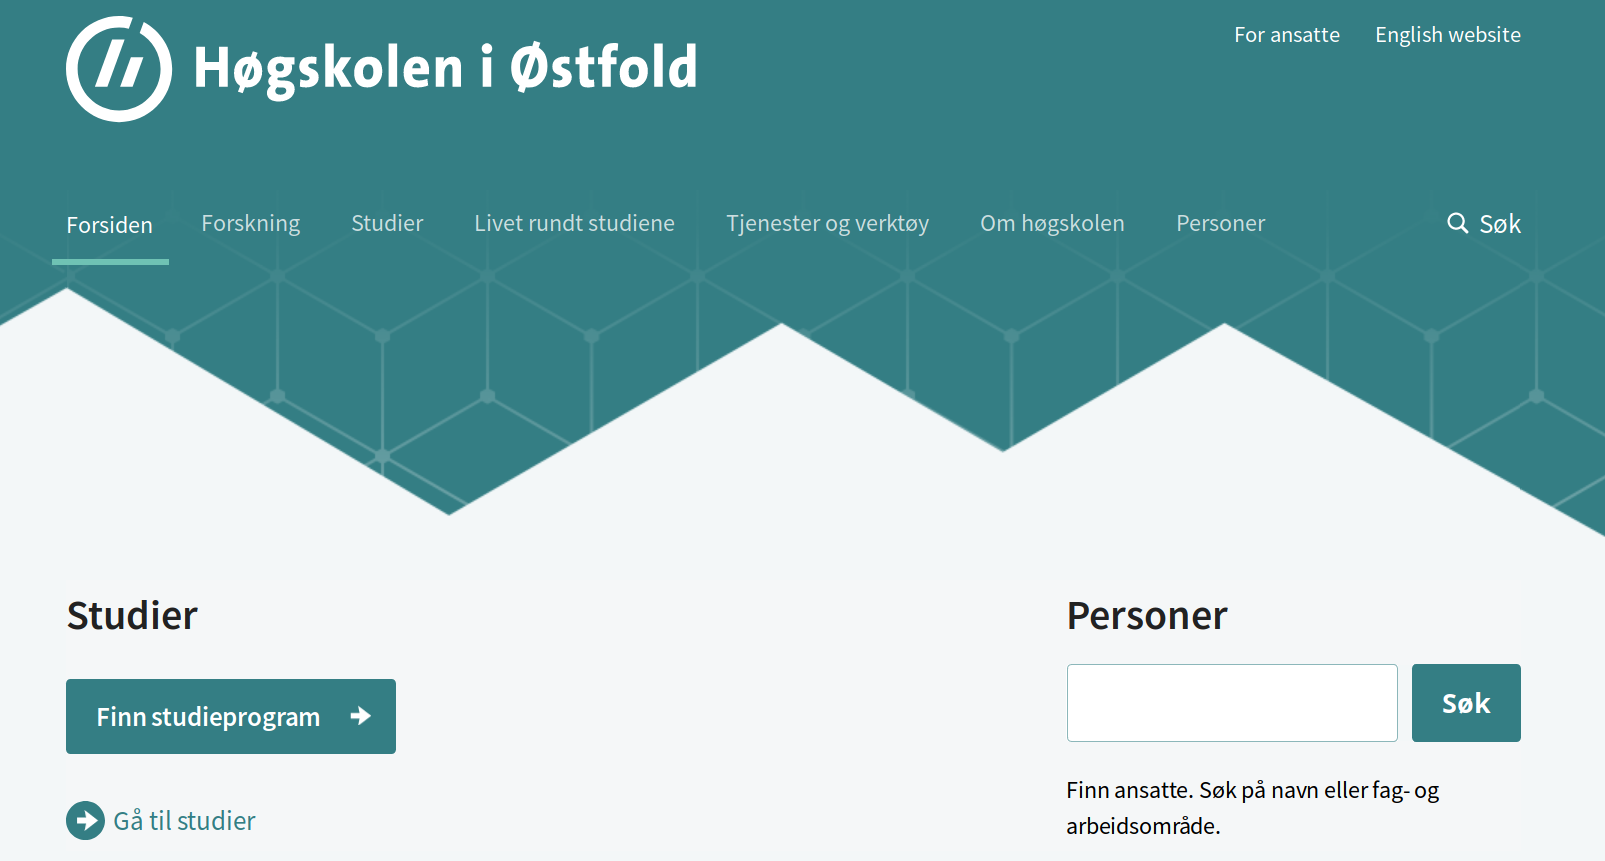 Høgskolen i Østfold
For ansatte
English website
Forsiden
Forskning
Studier
Livet rundt studiene
Tjenester og verktøy
Om høgskolen
Personer
Søk
Studier
Finn studieprogram
Gå til studier
Personer
Søk
Finn ansatte. Søk på navn eller fag- og
arbeidsområde.